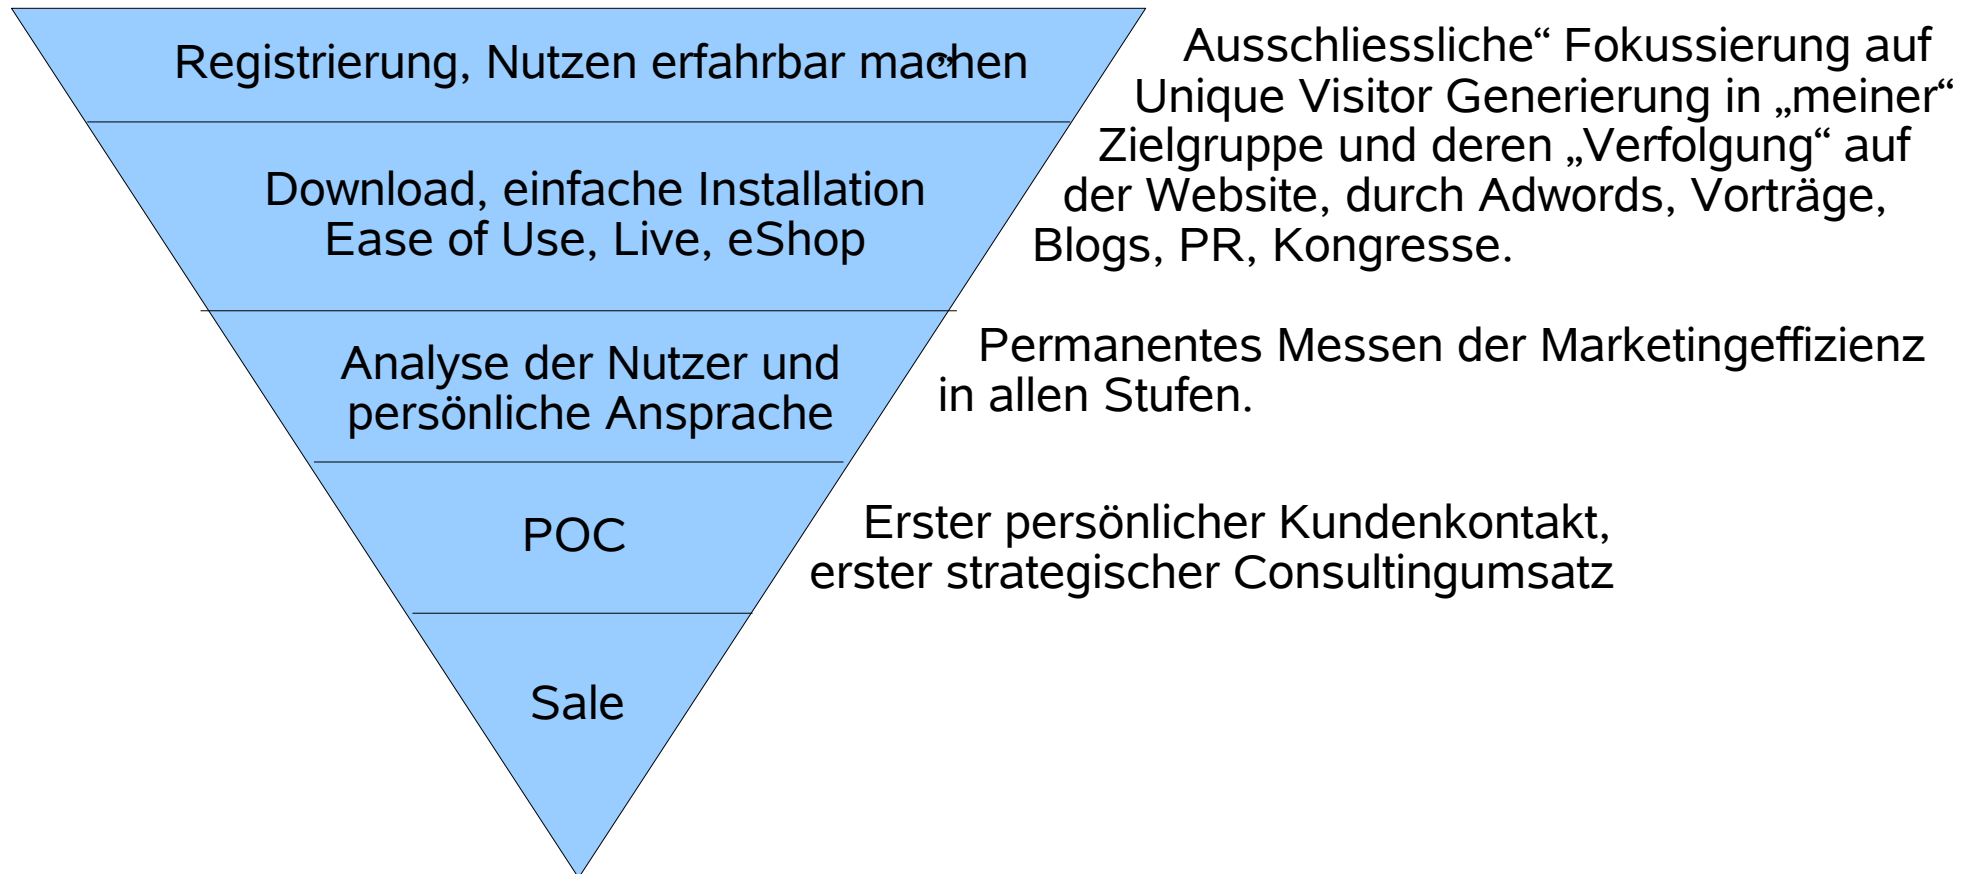 Registrierung, Nutzen erfahrbar machen
Download, einfache Installation
Ease of Use, Live, eShop
Analyse der Nutzer und
persönliche Ansprache
POC
Sale
„Ausschliessliche“ Fokussierung auf
Unique Visitor Generierung in „meiner“
Zielgruppe und deren „Verfolgung“ auf
der Website, durch Adwords, Vorträge,
Blogs, PR, Kongresse.
Permanentes Messen der Marketingeffizienz
in allen Stufen.
Erster persönlicher Kundenkontakt,
erster strategischer Consultingumsatz